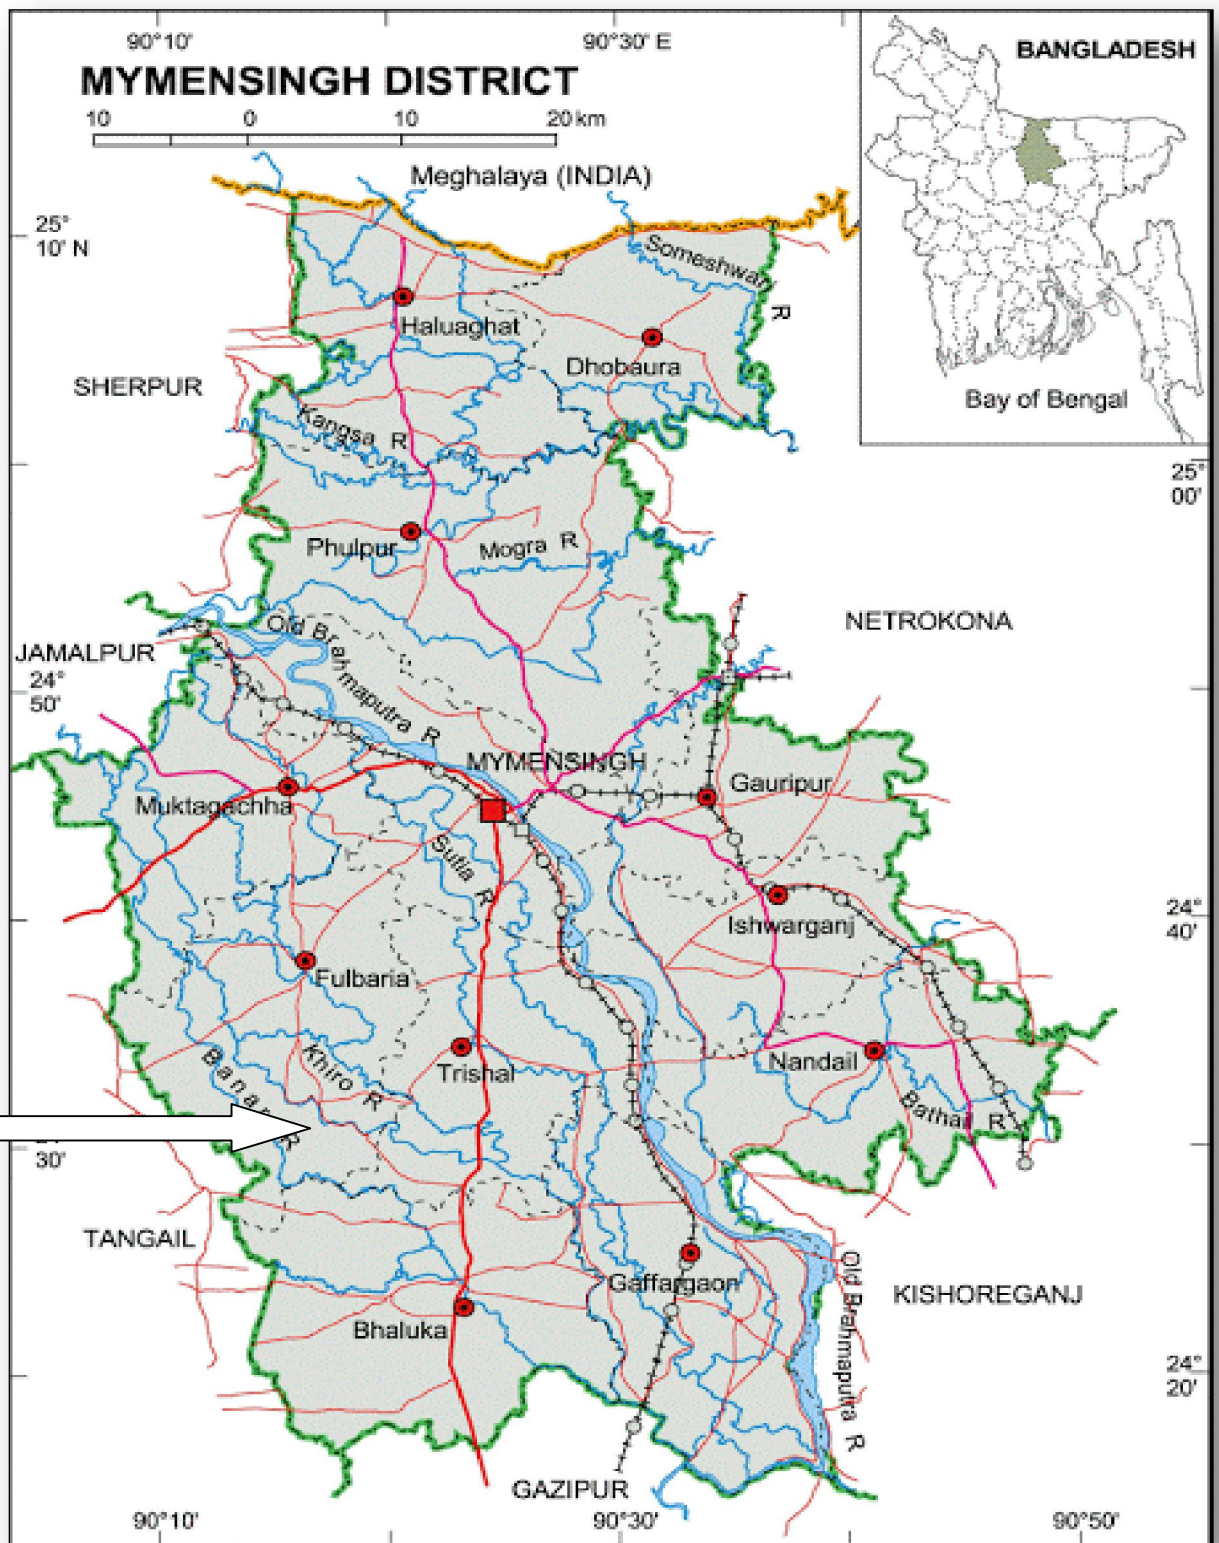 90°10'
90°30' E
MYMENSINGH DISTRICT
10 0 10 20 km
BANGLADESH
Bay of Bengal
Meghalaya (INDIA)
25°
10' N
Someshwari R
Haluaghat
Dhobaura
SHERPUR
Kangsa R
25°
00'
Phulpur
Mogra R
NETROKONA
Old Brahmaputra R
JAMALPUR
24°
50'
MYMENSINGH
Gauripur
Muktagachha
Sutia R
Ishwarganj
24°
40'
Fulbaria
Khiro R
Trishal
Nandail
Banar R
Bathail R
30'
TANGAIL
Gaffargaon
Old Brahmaputra R
KISHOREGANJ
Bhaluka
24°
20'
GAZIPUR
90°10'
90°30'
90°50'